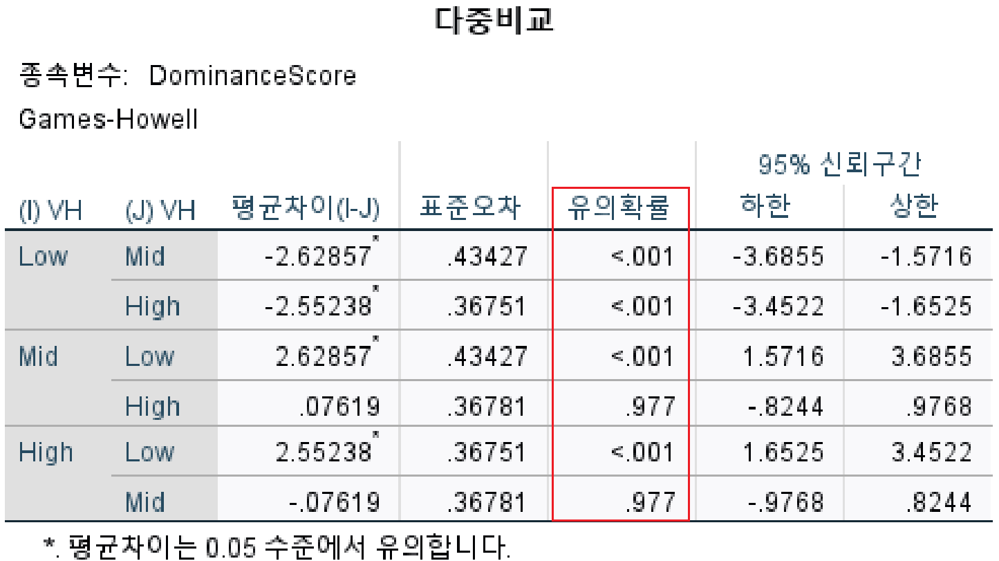 다중비교
종속변수: DominanceScore
Games-Howell
95% 신뢰구간
(I) VH (J) VH 평균차이(I-J) 표준오차 유의확률 하한 상한
Low Mid -2.62857* .43427 <.001 -3.6855 -1.5716
High -2.55238* .36751 <.001 -3.4522 -1.6525
Mid Low 2.62857* .43427 <.001 1.5716 3.6855
High .07619 .36781 .977 -.8244 .9768
High Low 2.55238* .36751 <.001 1.6525 3.4522
Mid -.07619 .36781 .977 -.9768 .8244
*. 평균차이는 0.05 수준에서 유의합니다.